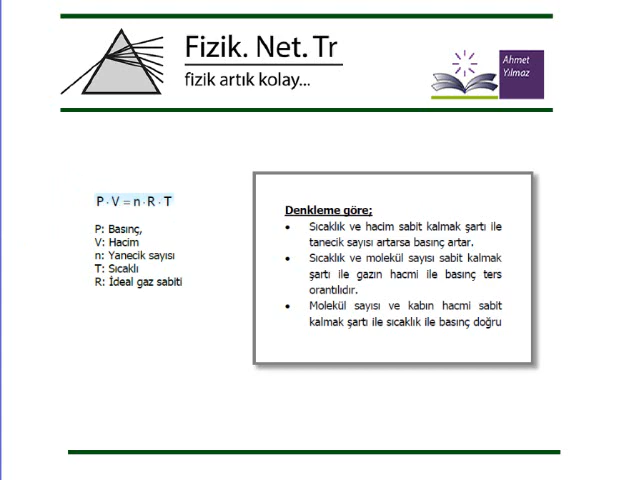 Fizik. Net. Tr
fizik artık kolay...
Ahmet
Yılmaz
P · V = n · R · T
P: Basınç,
V: Hacim
n: Yanecik sayısı
T: Sıcaklı
R: İdeal gaz sabiti
Denkleme göre;
• Sıcaklık ve hacim sabit kalmak şartı ile
tanecik sayısı artarsa basınç artar.
• Sıcaklık ve molekül sayısı sabit kalmak
şartı ile gazın hacmi ile basınç ters
orantılıdır.
• Molekül sayısı ve kabın hacmi sabit
kalmak şartı ile sıcaklık ile basınç doğru